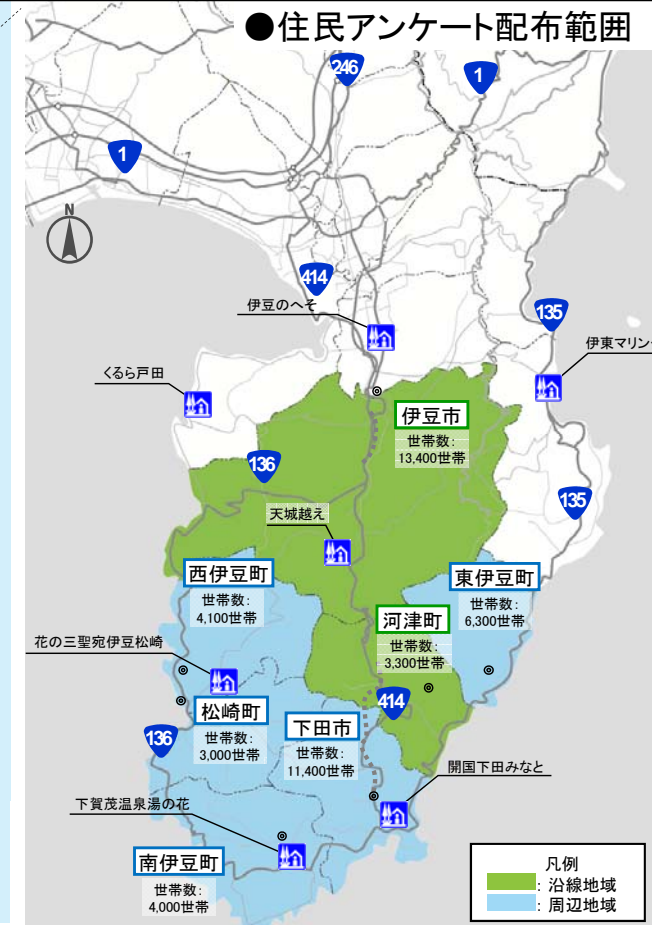 ●住民アンケート配布範囲
246
1
1
N
414
伊豆のへそ
135
伊東マリン
くるら戸田
伊豆市
世帯数:
13,400世帯
136
135
天城越え
西伊豆町
世帯数:
4,100世帯
東伊豆町
世帯数:
6,300世帯
河津町
世帯数:
3,300世帯
花の三聖宛伊豆松崎
414
松崎町
世帯数:
3,000世帯
下田市
世帯数:
11,400世帯
136
開国下田みなと
下賀茂温泉湯の花
南伊豆町
世帯数:
4,000世帯
凡例
: 沿線地域
: 周辺地域